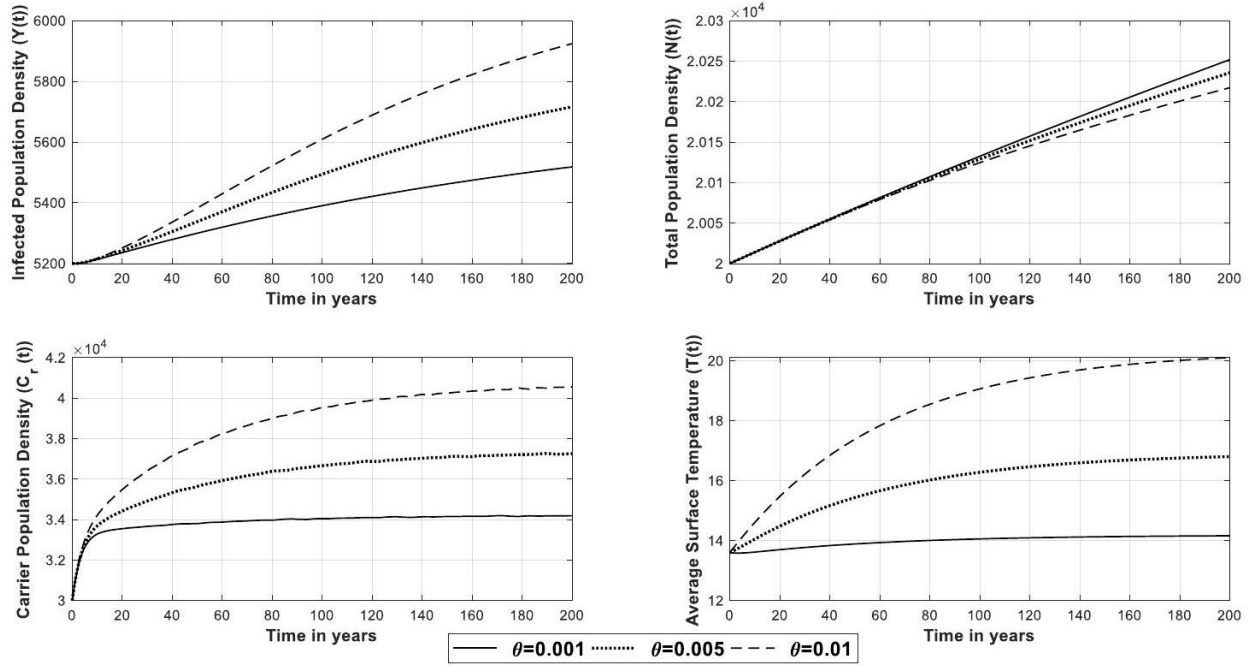 Infected Population Density (Y(t))
6000
5800
5600
5400
5200
0 20 40 60 80 100 120 140 160 180 200
Time in years
Total Population Density (N(t))
×10⁴
2.03
2.025
2.02
2.015
2.01
2.005
2
0 20 40 60 80 100 120 140 160 180 200
Time in years
Carrier Population Density (C_r (t))
×10⁴
4.2
4
3.8
3.6
3.4
3.2
3
0 20 40 60 80 100 120 140 160 180 200
Time in years
Average Surface Temperature (T(t))
20
18
16
14
12
0 20 40 60 80 100 120 140 160 180 200
Time in years
θ=0.001 θ=0.005 θ=0.01